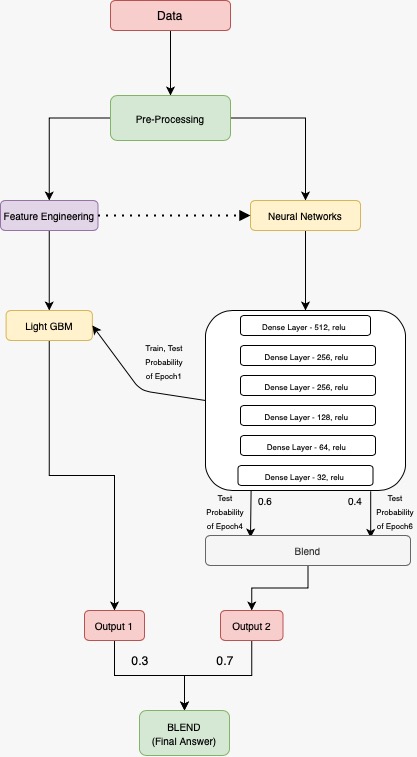 Data
Pre-Processing
Feature Engineering
Neural Networks
Light GBM
Train, Test
Probability
of Epoch1
Dense Layer - 512, relu
Dense Layer - 256, relu
Dense Layer - 256, relu
Dense Layer - 128, relu
Dense Layer - 64, relu
Dense Layer - 32, relu
Test
Probability
of Epoch4
0.6
0.4
Test
Probability
of Epoch6
Blend
Output 1
Output 2
0.3
0.7
BLEND
(Final Answer)